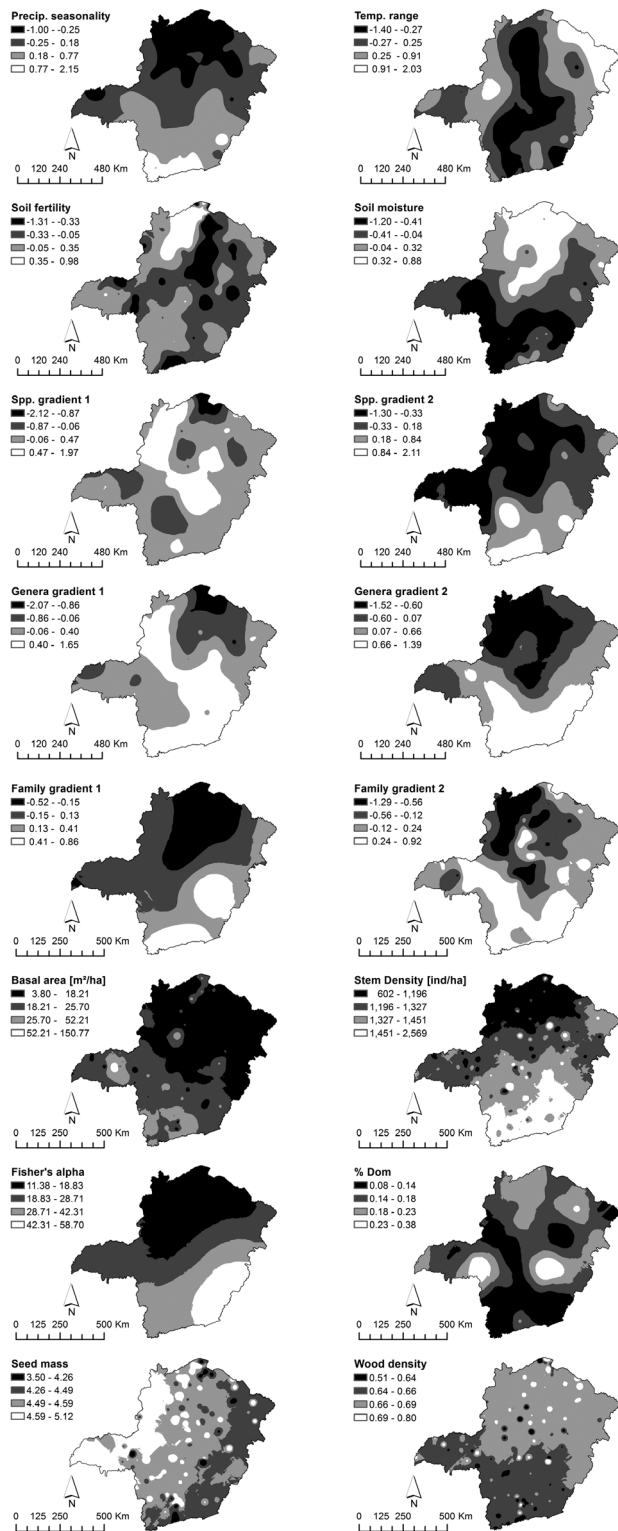 Precip. seasonality
-1.00 - -0.25
-0.25 - 0.18
0.18 - 0.77
0.77 - 2.15
N
0 120 240 480 Km
Temp. range
-1.40 - -0.27
-0.27 - 0.25
0.25 - 0.91
0.91 - 2.03
N
0 120 240 480 Km
Soil fertility
-1.31 - -0.33
-0.33 - -0.05
-0.05 - 0.35
0.35 - 0.98
N
0 120 240 480 Km
Soil moisture
-1.20 - -0.41
-0.41 - -0.04
-0.04 - 0.32
0.32 - 0.88
N
0 120 240 480 Km
Spp. gradient 1
-2.12 - -0.87
-0.87 - -0.06
-0.06 - 0.47
0.47 - 1.97
N
0 120 240 480 Km
Spp. gradient 2
-1.30 - -0.33
-0.33 - 0.18
0.18 - 0.84
0.84 - 2.11
N
0 120 240 480 Km
Genera gradient 1
-2.07 - -0.86
-0.86 - -0.06
-0.06 - 0.40
0.40 - 1.65
N
0 120 240 480 Km
Genera gradient 2
-1.52 - -0.60
-0.60 - 0.07
0.07 - 0.66
0.66 - 1.39
N
0 120 240 480 Km
Family gradient 1
-0.52 - -0.15
-0.15 - 0.13
0.13 - 0.41
0.41 - 0.86
N
0 125 250 500 Km
Family gradient 2
-1.29 - -0.56
-0.56 - -0.12
-0.12 - 0.24
0.24 - 0.92
N
0 125 250 500 Km
Basal area [m²/ha]
3.80 - 18.21
18.21 - 25.70
25.70 - 52.21
52.21 - 150.77
N
0 125 250 500 Km
Stem Density [ind/ha]
602 - 1,196
1,196 - 1,327
1,327 - 1,451
1,451 - 2,569
N
0 125 250 500 Km
Fisher's alpha
11.38 - 18.83
18.83 - 28.71
28.71 - 42.31
42.31 - 58.70
N
0 125 250 500 Km
% Dom
0.08 - 0.14
0.14 - 0.18
0.18 - 0.23
0.23 - 0.38
N
0 125 250 500 Km
Seed mass
3.50 - 4.26
4.26 - 4.49
4.49 - 4.59
4.59 - 5.12
N
0 125 250 500 Km
Wood density
0.51 - 0.64
0.64 - 0.66
0.66 - 0.69
0.69 - 0.80
N
0 125 250 500 Km